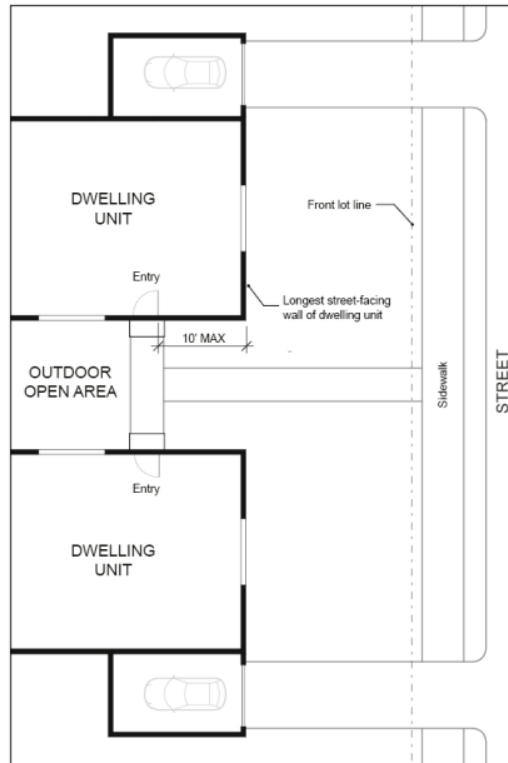 DWELLING
UNIT
Front lot line
Entry
Longest street-facing
wall of dwelling unit
10' MAX
OUTDOOR
OPEN AREA
Sidewalk
STREET
Entry
DWELLING
UNIT